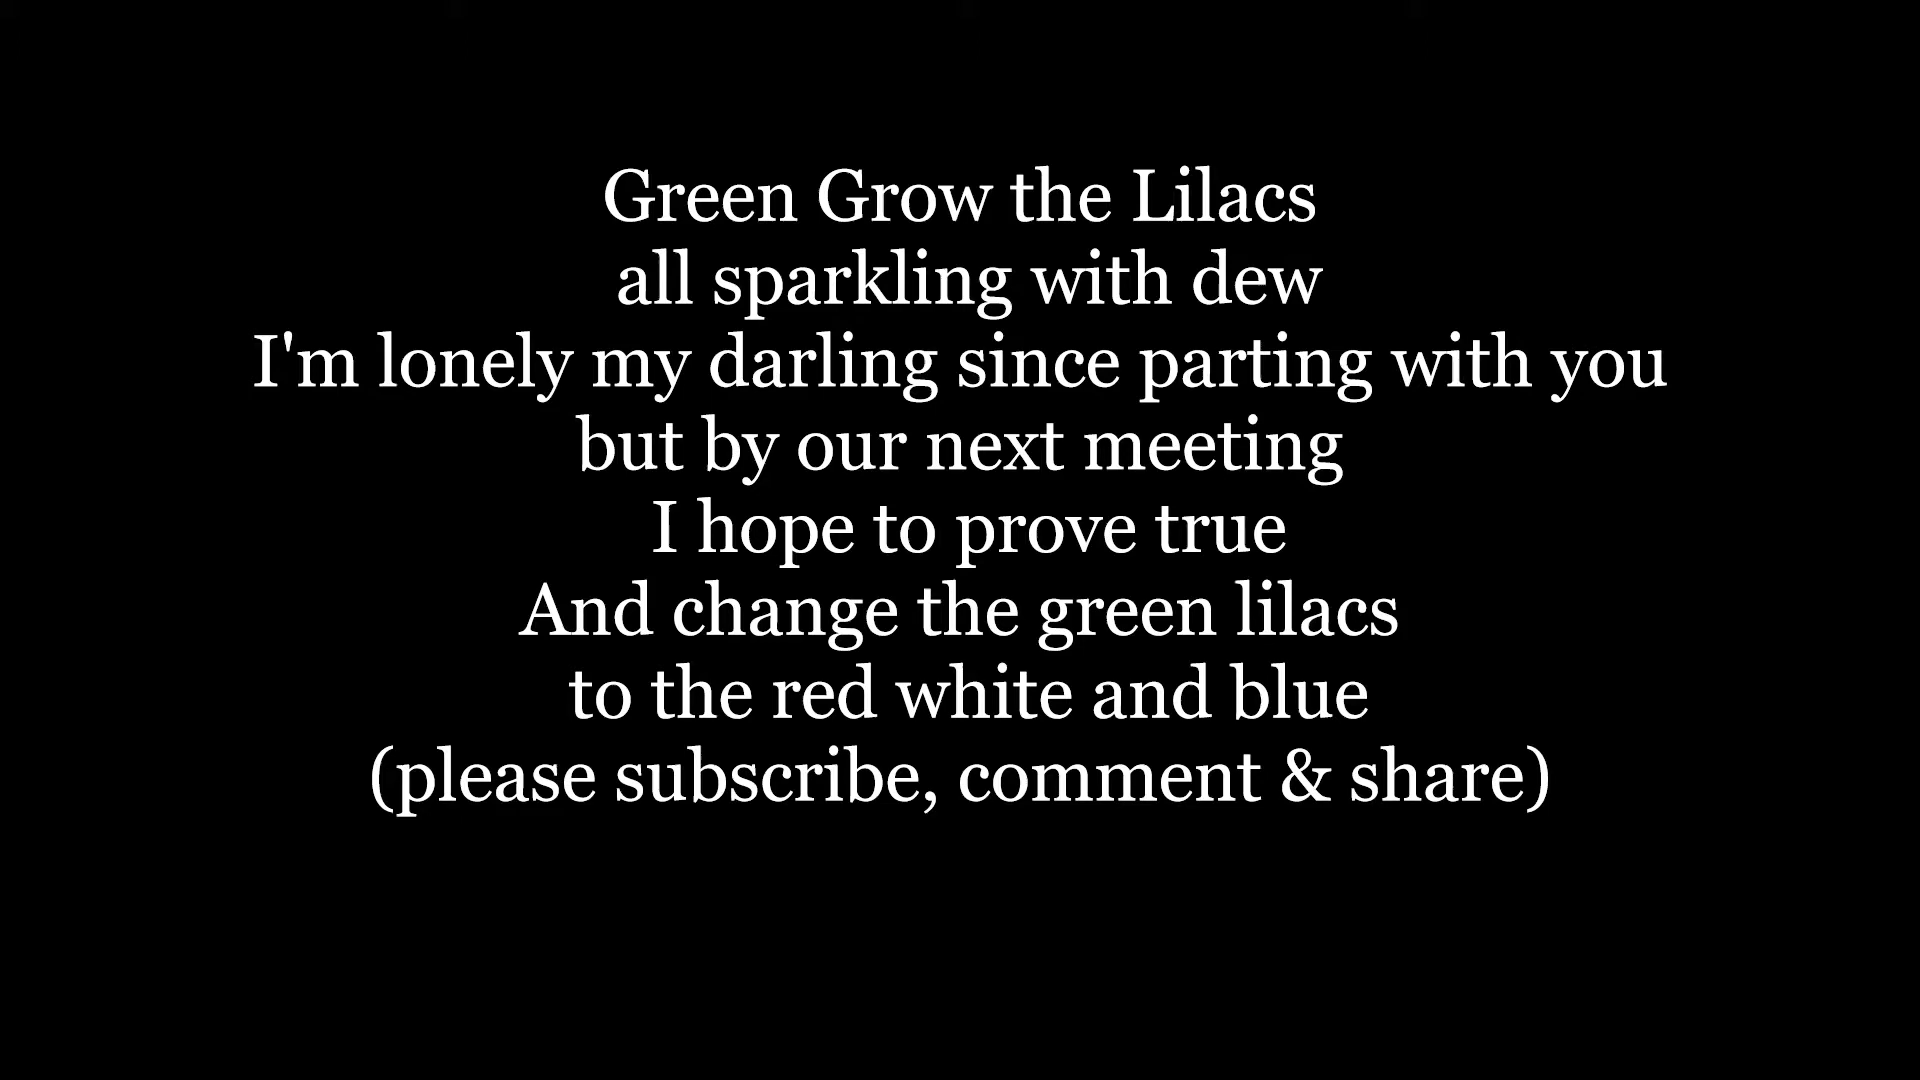 Green Grow the Lilacs
all sparkling with dew
I'm lonely my darling since parting with you
but by our next meeting
I hope to prove true
And change the green lilacs
to the red white and blue
(please subscribe, comment & share)